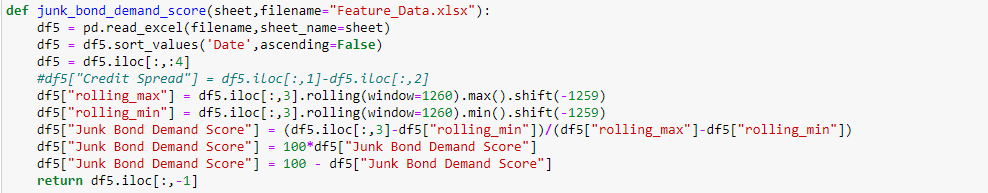 def junk_bond_demand_score(sheet,filename="Feature_Data.xlsx"):
    df5 = pd.read_excel(filename,sheet_name=sheet)
    df5 = df5.sort_values('Date',ascending=False)
    df5 = df5.iloc[:,:4]
    #df5["Credit Spread"] = df5.iloc[:,1]-df5.iloc[:,2]
    df5["rolling_max"] = df5.iloc[:,3].rolling(window=1260).max().shift(-1259)
    df5["rolling_min"] = df5.iloc[:,3].rolling(window=1260).min().shift(-1259)
    df5["Junk Bond Demand Score"] = (df5.iloc[:,3]-df5["rolling_min"])/(df5["rolling_max"]-df5["rolling_min"])
    df5["Junk Bond Demand Score"] = 100*df5["Junk Bond Demand Score"]
    df5["Junk Bond Demand Score"] = 100 - df5["Junk Bond Demand Score"]
    return df5.iloc[:,-1]